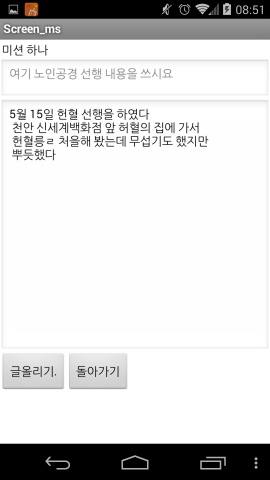 08:51
Screen_ms
미션 하나
여기 노인공경 선행 내용을 쓰시요
5월 15일 헌혈 선행을 하였다
천안 신세계백화점 앞 허혈의 집에 가서
헌혈릉ㄹ 처을해 봤는데 무섭기도 했지만
뿌듯했다
글올리기.
돌아가기